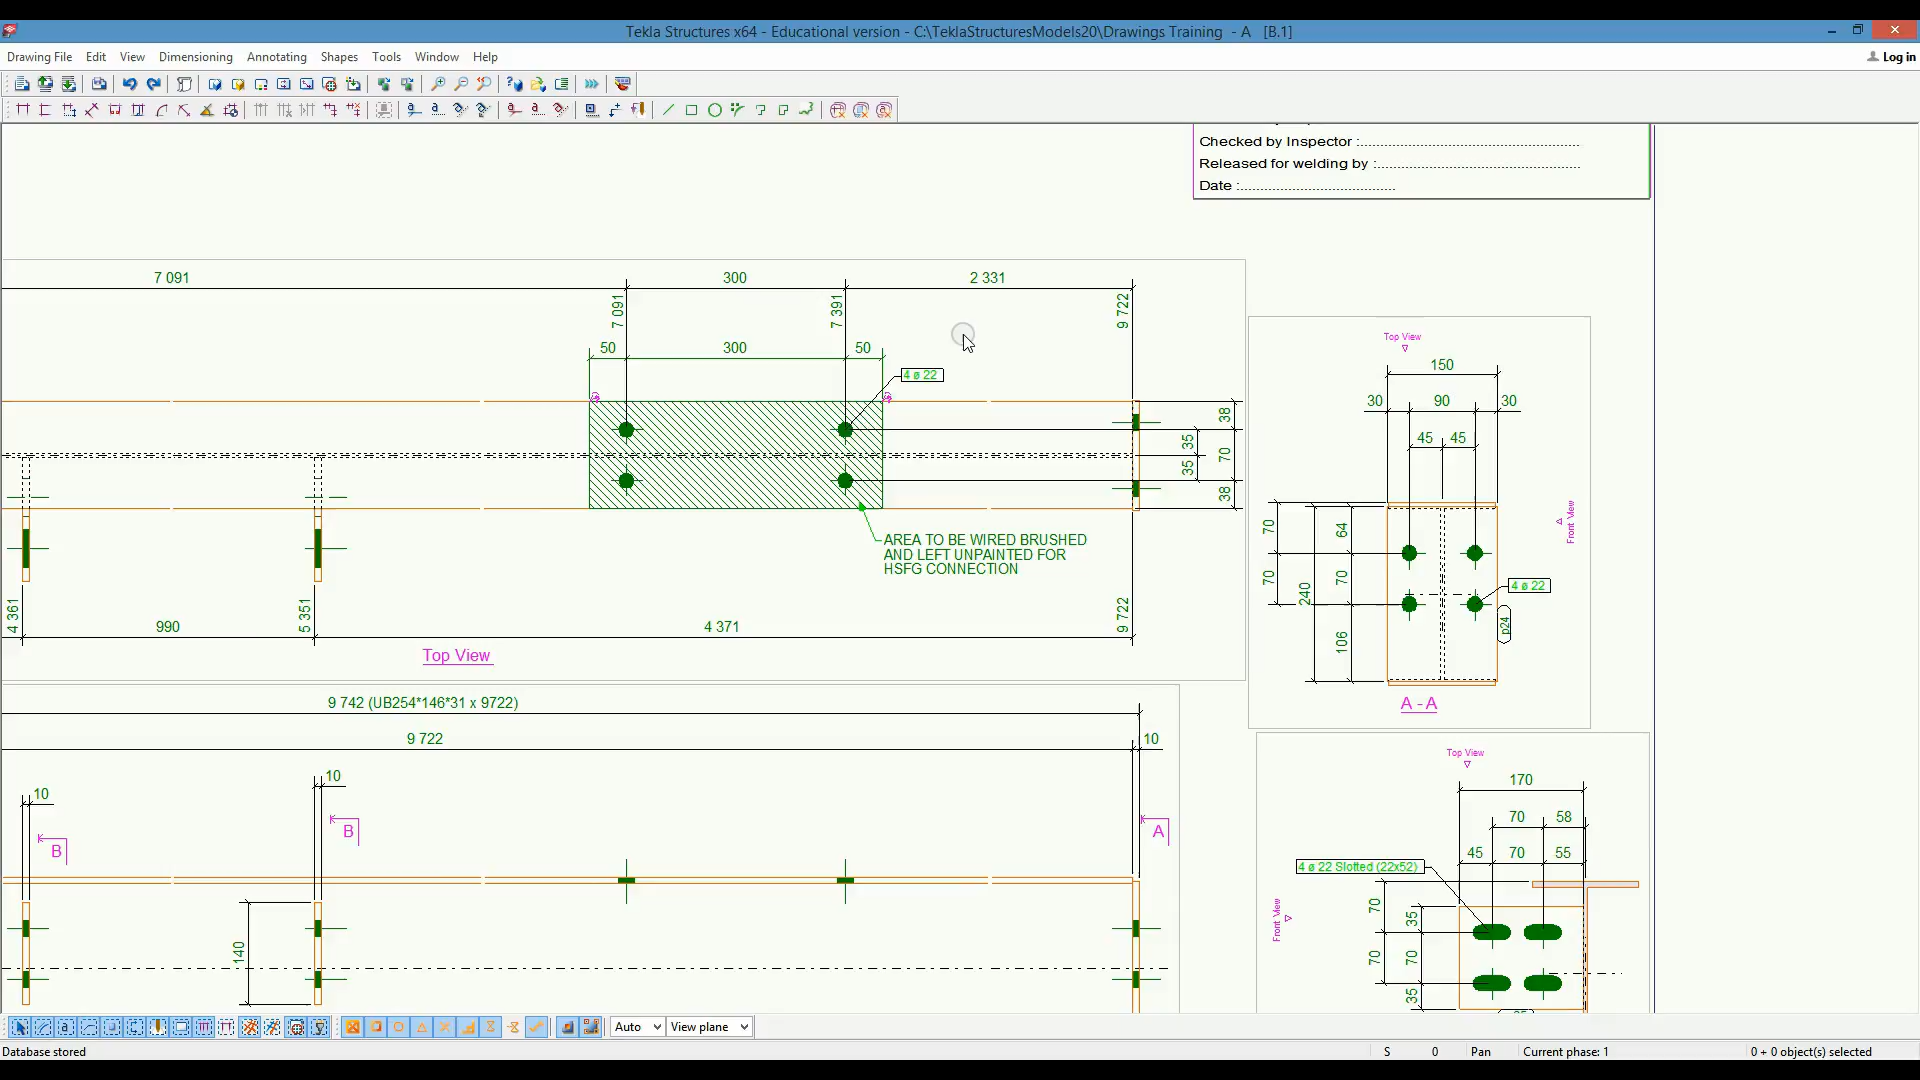 Tekla Structures x64 - Educational version - C:\TeklaStructuresModels20\Drawings Training - A [B.1]
Drawing File Edit View Dimensioning Annotating Shapes Tools Window Help
Log in
Checked by Inspector :
Released for welding by :
Date :
7 091 300 2 331
7 091 7 391 9 722
50 300 50
4 ø 22
38
35
70
35
38
AREA TO BE WIRED BRUSHED
AND LEFT UNPAINTED FOR
HSFG CONNECTION
4 361 5 351 9 722
990 4 371
Top View
Top View
150
30 90 30
45 45
Front View
70 64
70 70
240
106
4 ø 22
p24
A - A
9 742 (UB254*146*31 x 9722)
9 722 10
10
10
B
B
A
140
Top View
170
70 58
45 70 55
4 ø 22 Slotted (22x52)
Front View
70 35
70 70
35
Auto View plane
Database stored
S 0 Pan Current phase: 1 0 + 0 object(s) selected